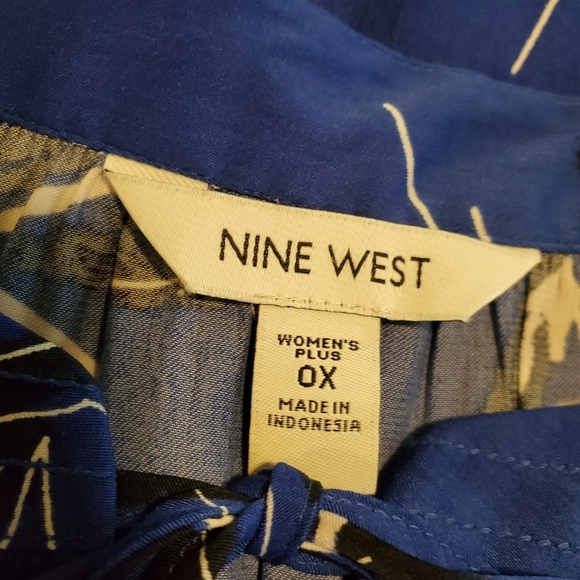 NINE WEST
WOMEN'S
PLUS
0X
MADE IN
INDONESIA